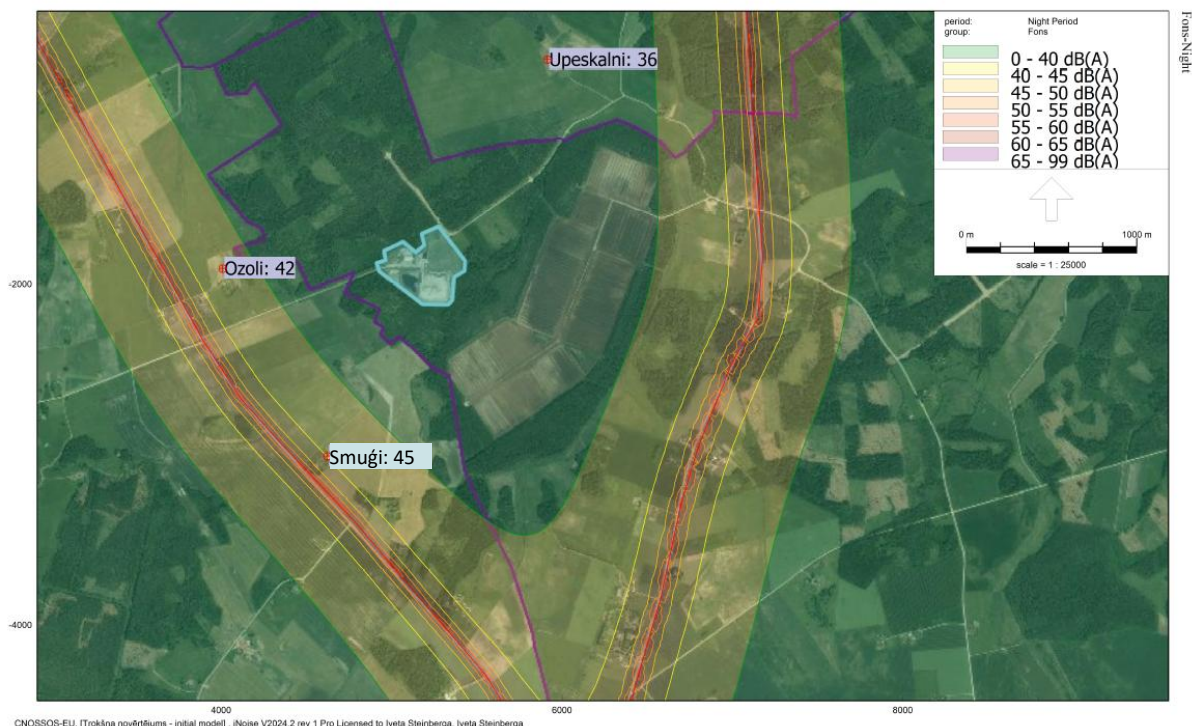 period: Night Period
group: Fons
0 - 40 dB(A)
40 - 45 dB(A)
45 - 50 dB(A)
50 - 55 dB(A)
55 - 60 dB(A)
60 - 65 dB(A)
65 - 99 dB(A)
0 m 1000 m
scale = 1 : 25000
Fons-Night
Upeskalni: 36
Ozoli: 42
-2000
Smuģi: 45
-4000
4000 6000 8000
CNOSSOS-EU, [Trokšņa novērtējums - initial model] , iNoise V2024.2 rev 1 Pro Licensed to Iveta Steinberga, Iveta Steinberga